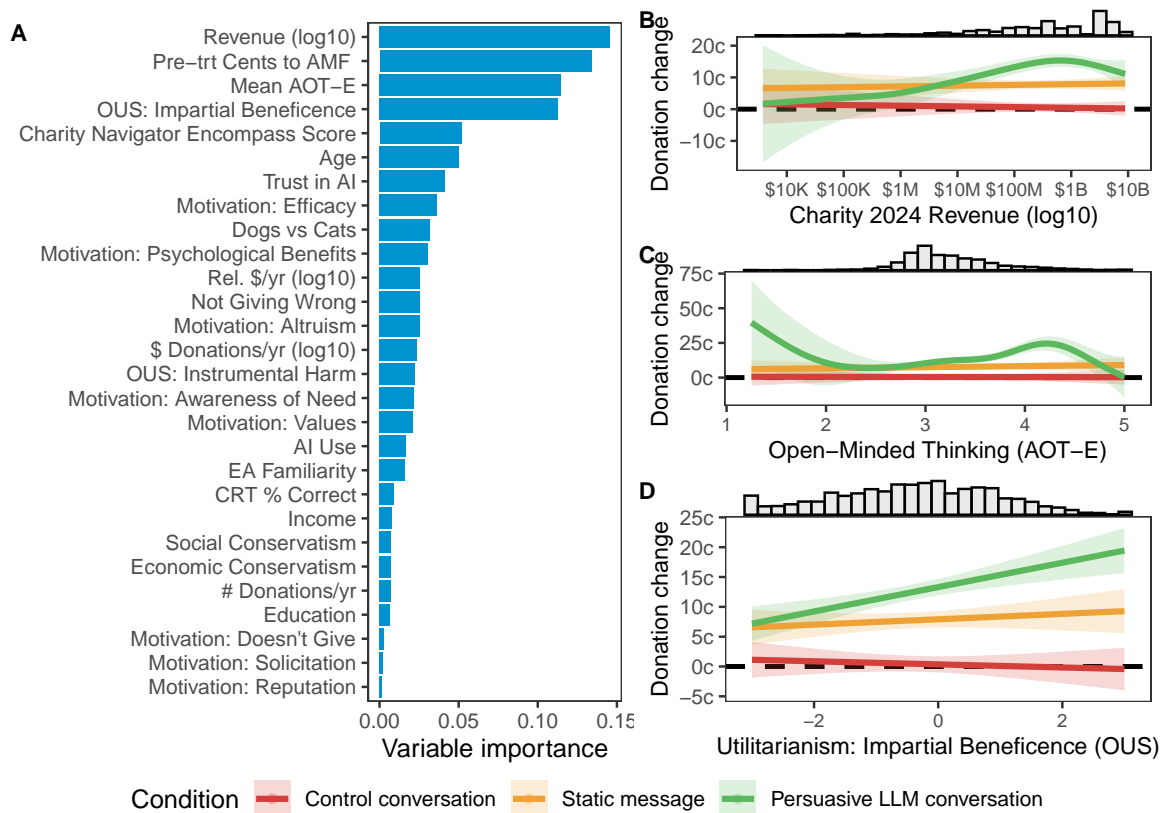 A
Revenue (log10)
Pre−trt Cents to AMF
Mean AOT−E
OUS: Impartial Beneficence
Charity Navigator Encompass Score
Age
Trust in AI
Motivation: Efficacy
Dogs vs Cats
Motivation: Psychological Benefits
Rel. $/yr (log10)
Not Giving Wrong
Motivation: Altruism
$ Donations/yr (log10)
OUS: Instrumental Harm
Motivation: Awareness of Need
Motivation: Values
AI Use
EA Familiarity
CRT % Correct
Income
Social Conservatism
Economic Conservatism
# Donations/yr
Education
Motivation: Doesn't Give
Motivation: Solicitation
Motivation: Reputation
0.00 0.05 0.10 0.15
Variable importance
B
Donation change
20c
10c
0c
−10c
$10K $100K $1M $10M $100M $1B $10B
Charity 2024 Revenue (log10)
C
Donation change
75c
50c
25c
0c
1 2 3 4 5
Open−Minded Thinking (AOT−E)
D
Donation change
25c
20c
15c
10c
5c
0c
−5c
−2 0 2
Utilitarianism: Impartial Beneficence (OUS)
Condition Control conversation Static message Persuasive LLM conversation